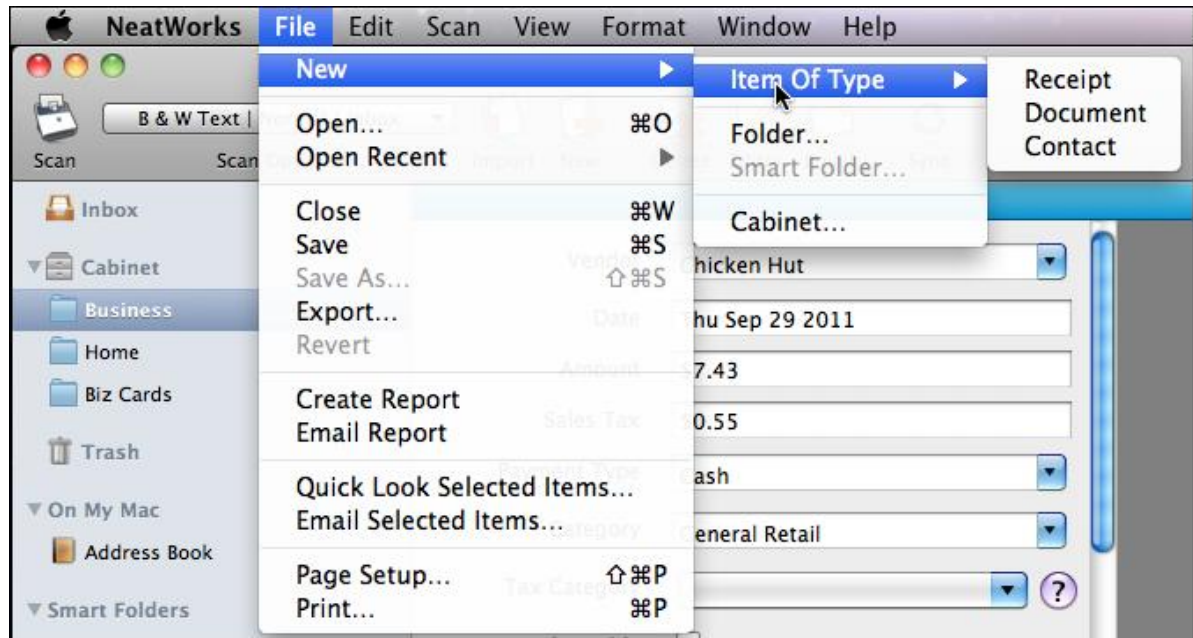 NeatWorks File Edit Scan View Format Window Help
New
Item Of Type
Receipt
Document
Contact
B & W Text |
Open... ⌘O
Folder...
Open Recent
Smart Folder...
Scan Scan
Cabinet...
Inbox
Close ⌘W
Save ⌘S
Save As... ⇧⌘S
Export...
Revert
Create Report
Email Report
Quick Look Selected Items...
Email Selected Items...
Page Setup... ⇧⌘P
Print... ⌘P
Cabinet
Business
Home
Biz Cards
Trash
On My Mac
Address Book
Smart Folders
Vendor hicken Hut
Date hu Sep 29 2011
Amount 7.43
Sales Tax 0.55
Payment Type ash
Category eneral Retail
Tax Category ?